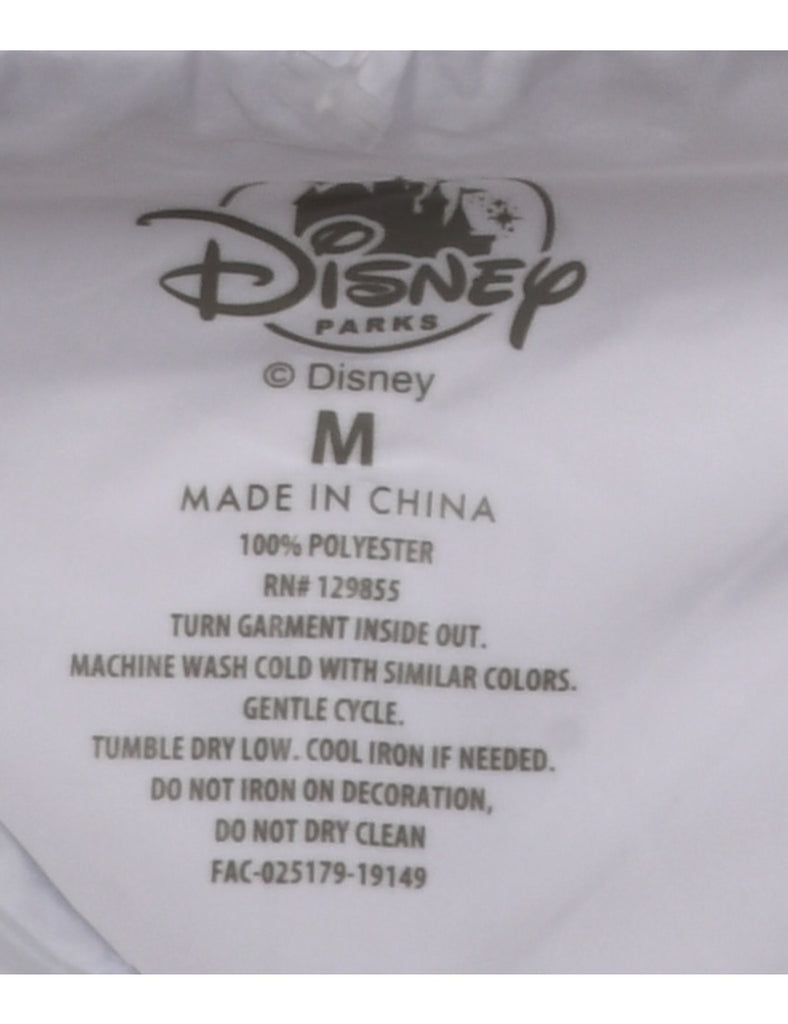 DISNEY
PARKS
© Disney
M
MADE IN CHINA
100% POLYESTER
RN# 129855
TURN GARMENT INSIDE OUT.
MACHINE WASH COLD WITH SIMILAR COLORS.
GENTLE CYCLE.
TUMBLE DRY LOW. COOL IRON IF NEEDED.
DO NOT IRON ON DECORATION,
DO NOT DRY CLEAN
FAC-025179-19149